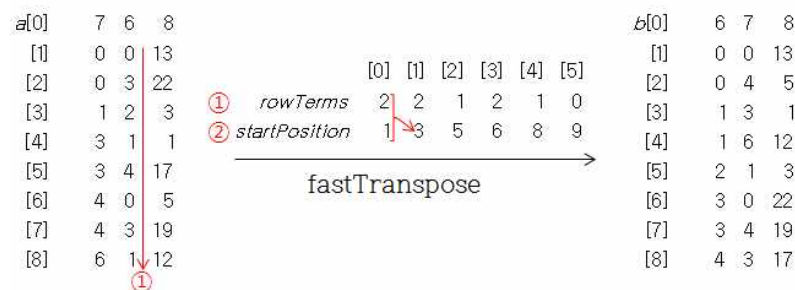 a[0] 7 6 8 b[0] 6 7 8
[1] 0 0 13 [1] 0 0 13
[0] [1] [2] [3] [4] [5]
[2] 0 3 22 [2] 0 4 5
① rowTerms 2 2 1 2 1 0
[3] 1 2 3 [3] 1 3 1
② startPosition 1 3 5 6 8 9
[4] 3 1 1 [4] 1 6 12
[5] 3 4 17 [5] 2 1 3
fastTranspose
[6] 4 0 5 [6] 3 0 22
[7] 4 3 19 [7] 3 4 19
[8] 6 1 12 [8] 4 3 17
①